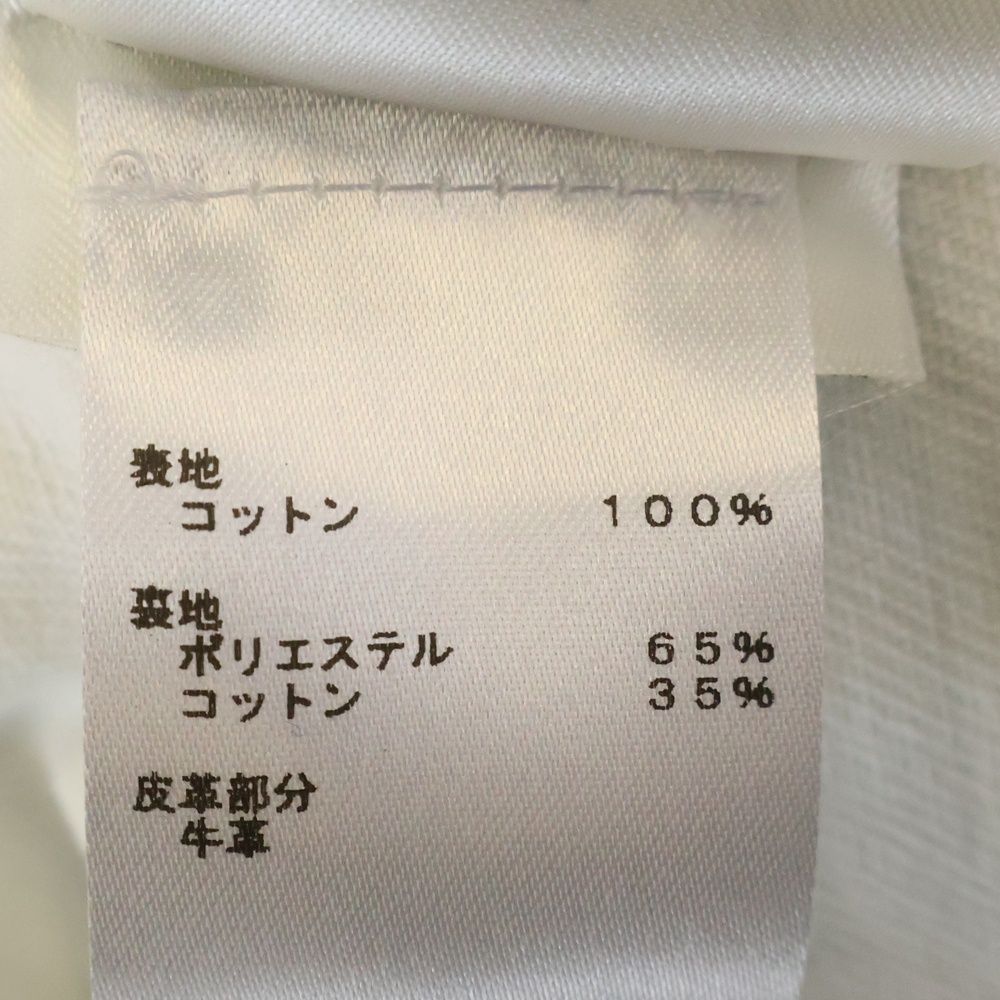 表地
コットン 100%
裏地
ポリエステル 65%
コットン 35%
皮革部分
牛革